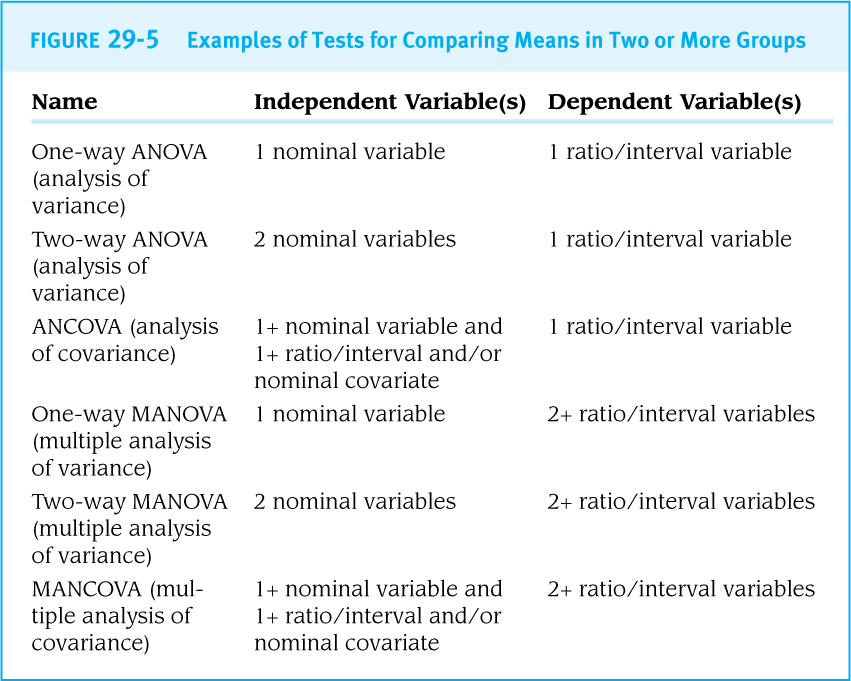 FIGURE 29-5 Examples of Tests for Comparing Means in Two or More Groups
Name Independent Variable(s) Dependent Variable(s)
One-way ANOVA 1 nominal variable 1 ratio/interval variable
(analysis of
variance)
Two-way ANOVA 2 nominal variables 1 ratio/interval variable
(analysis of
variance)
ANCOVA (analysis 1+ nominal variable and 1 ratio/interval variable
of covariance) 1+ ratio/interval and/or
nominal covariate
One-way MANOVA 1 nominal variable 2+ ratio/interval variables
(multiple analysis
of variance)
Two-way MANOVA 2 nominal variables 2+ ratio/interval variables
(multiple analysis
of variance)
MANCOVA (mul- 1+ nominal variable and 2+ ratio/interval variables
tiple analysis of 1+ ratio/interval and/or
covariance) nominal covariate